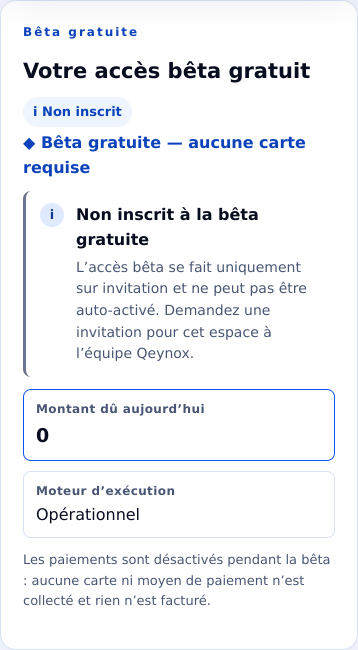 Bêta gratuite
Votre accès bêta gratuit
i Non inscrit
◆ Bêta gratuite — aucune carte
requise
i
Non inscrit à la bêta
gratuite
L’accès bêta se fait uniquement
sur invitation et ne peut pas être
auto-activé. Demandez une
invitation pour cet espace à
l’équipe Qeynox.
Montant dû aujourd’hui
0
Moteur d’exécution
Opérationnel
Les paiements sont désactivés pendant la bêta
: aucune carte ni moyen de paiement n’est
collecté et rien n’est facturé.